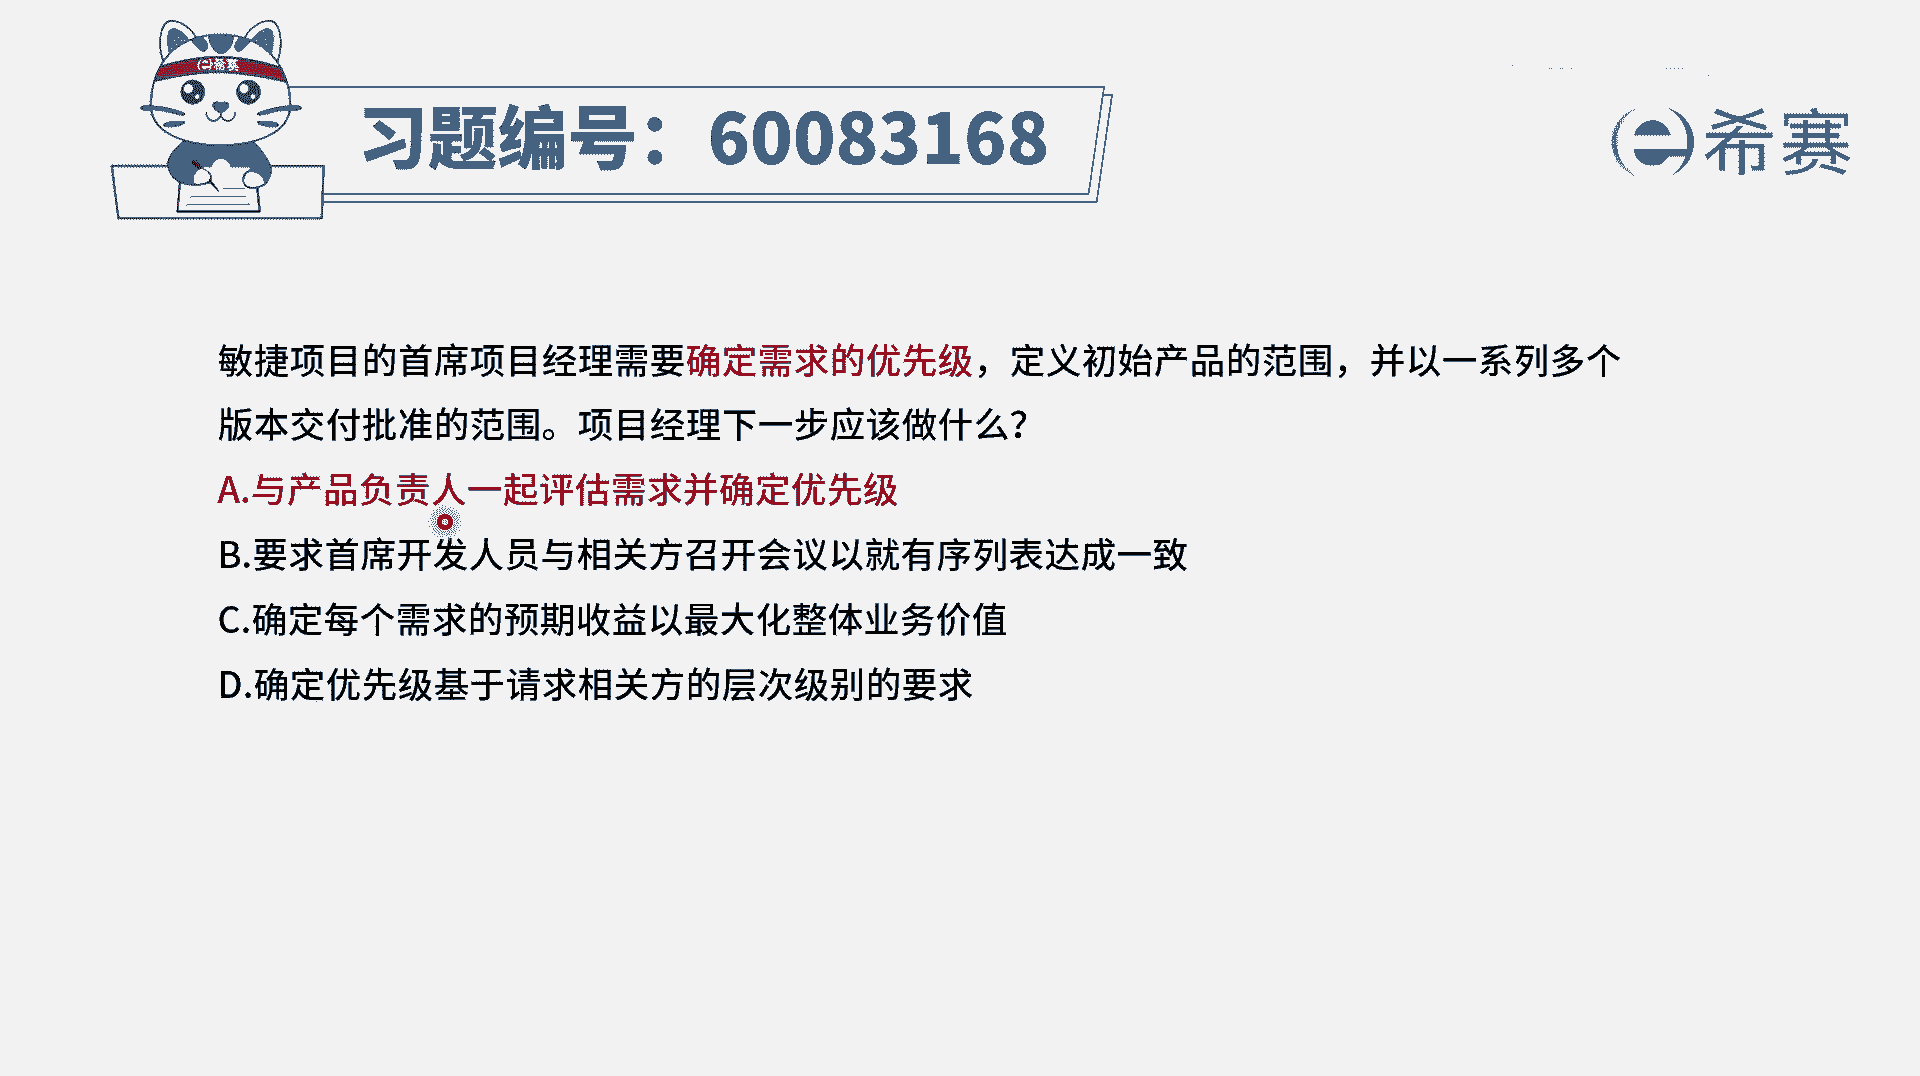 希赛
习题编号：60083168
希赛
敏捷项目的首席项目经理需要确定需求的优先级，定义初始产品的范围，并以一系列多个
版本交付批准的范围。项目经理下一步应该做什么？
A.与产品负责人一起评估需求并确定优先级
B.要求首席开发人员与相关方召开会议以就有序列表达成一致
C.确定每个需求的预期收益以最大化整体业务价值
D.确定优先级基于请求相关方的层次级别的要求